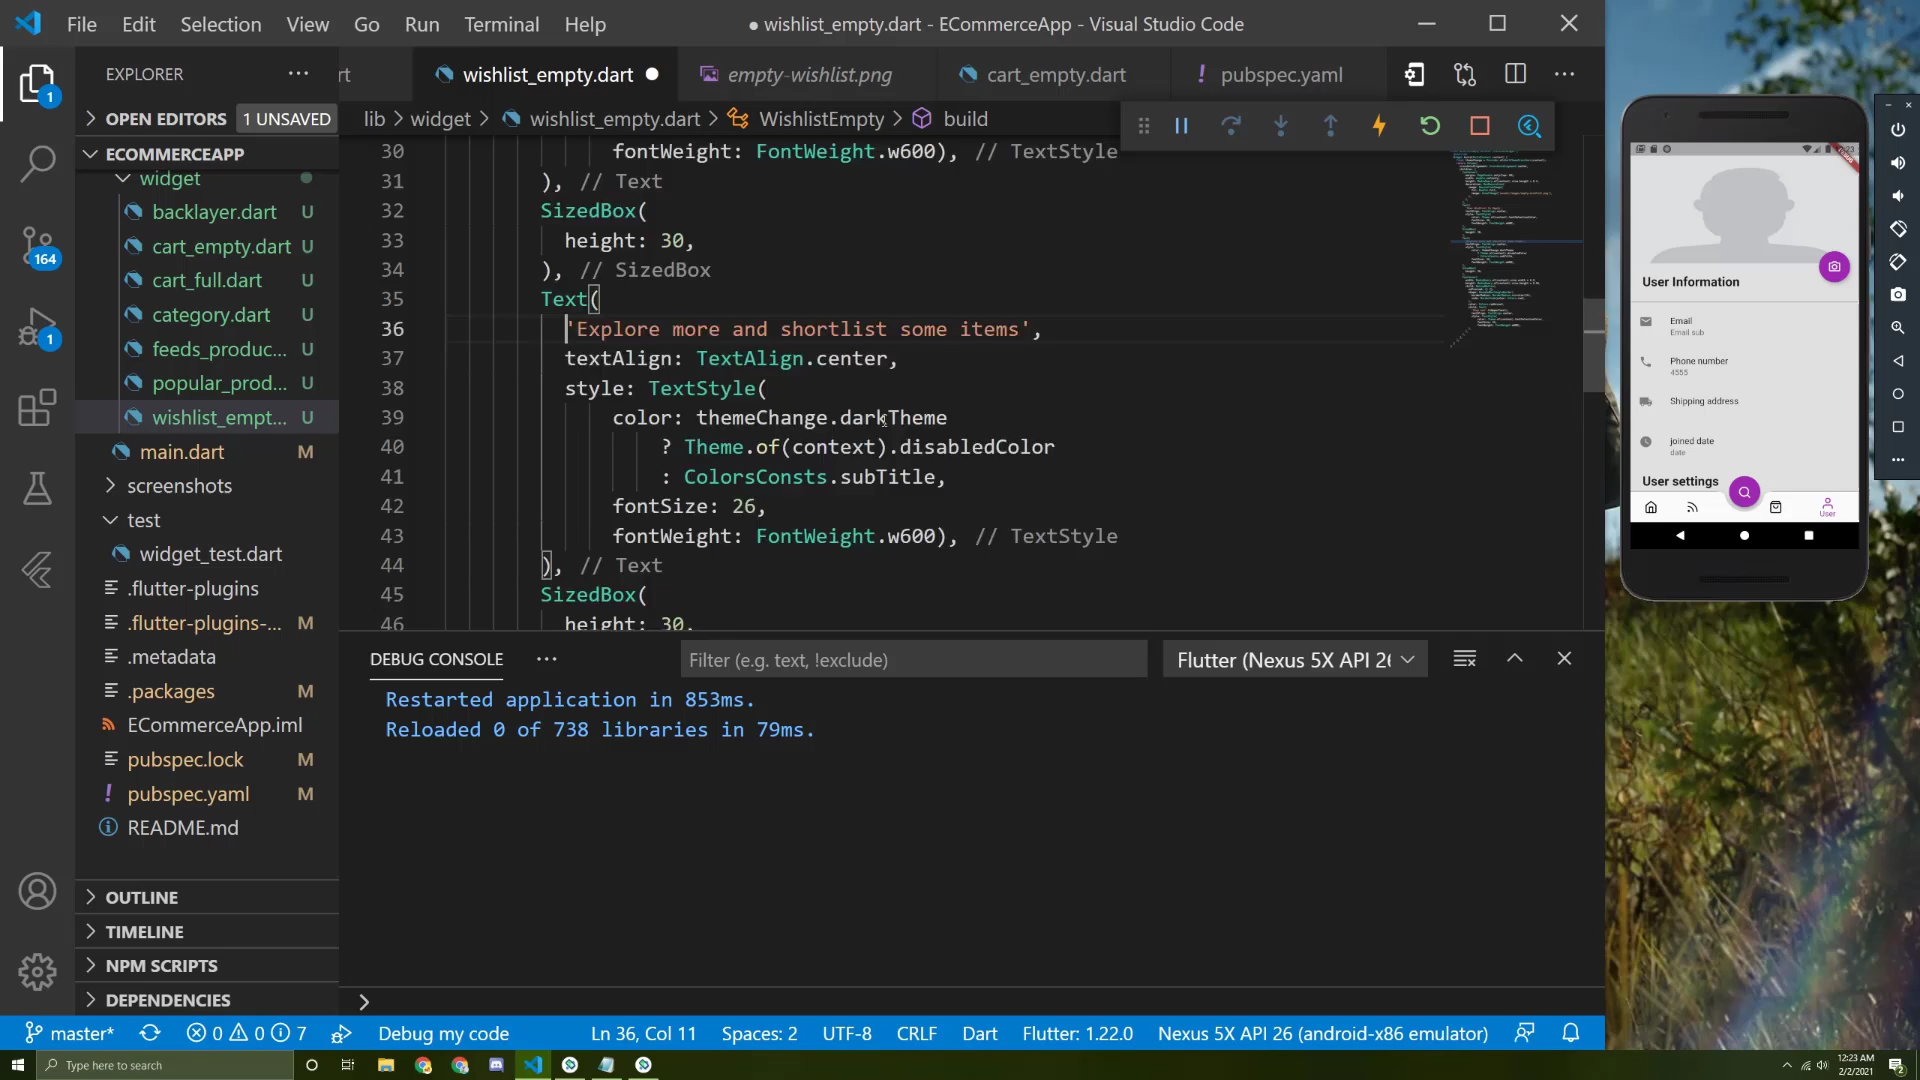 File Edit Selection View Go Run Terminal Help
● wishlist_empty.dart - ECommerceApp - Visual Studio Code
EXPLORER
rt
wishlist_empty.dart
empty-wishlist.png
cart_empty.dart
! pubspec.yaml
OPEN EDITORS 1 UNSAVED
lib > widget > wishlist_empty.dart > WishlistEmpty > build
ECOMMERCEAPP
widget
backlayer.dart U
cart_empty.dart U
cart_full.dart U
category.dart U
feeds_produc... U
popular_prod... U
wishlist_empt... U
main.dart M
screenshots
test
widget_test.dart
.flutter-plugins
.flutter-plugins-... M
.metadata
.packages M
ECommerceApp.iml
pubspec.lock M
! pubspec.yaml M
README.md
OUTLINE
TIMELINE
NPM SCRIPTS
DEPENDENCIES
1
164
1
30 fontWeight: FontWeight.w600), // TextStyle
31 ), // Text
32 SizedBox(
33 height: 30,
34 ), // SizedBox
35 Text(
36 'Explore more and shortlist some items',
37 textAlign: TextAlign.center,
38 style: TextStyle(
39 color: themeChange.darkTheme
40 ? Theme.of(context).disabledColor
41 : ColorsConsts.subTitle,
42 fontSize: 26,
43 fontWeight: FontWeight.w600), // TextStyle
44 ), // Text
45 SizedBox(
46 height: 30,
DEBUG CONSOLE
Filter (e.g. text, !exclude)
Flutter (Nexus 5X API 26
Restarted application in 853ms.
Reloaded 0 of 738 libraries in 79ms.
>
master* 0 0 7 Debug my code
Ln 36, Col 11 Spaces: 2 UTF-8 CRLF Dart Flutter: 1.22.0 Nexus 5X API 26 (android-x86 emulator)
Type here to search
12:23 AM
2/2/2021
2
User Information
Email
Email sub
Phone number
4555
Shipping address
joined date
date
User settings
User